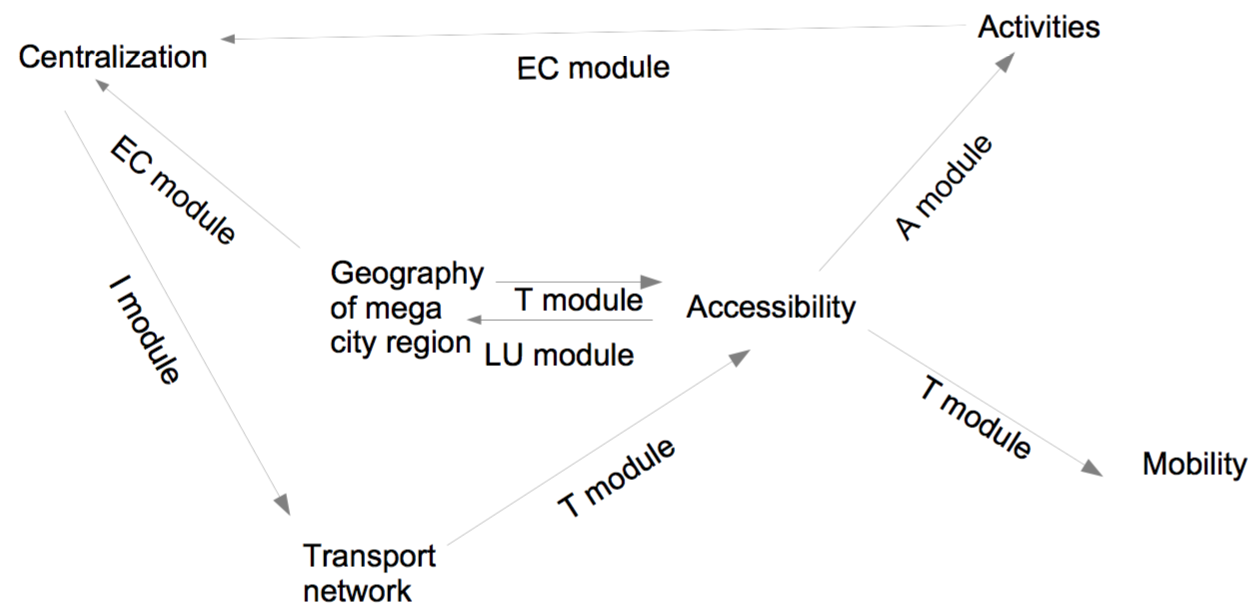 Activities
Centralization
EC module
EC module
A module
Geography
of mega
city region
T module
Accessibility
LU module
I module
T module
T module
Mobility
Transport
network